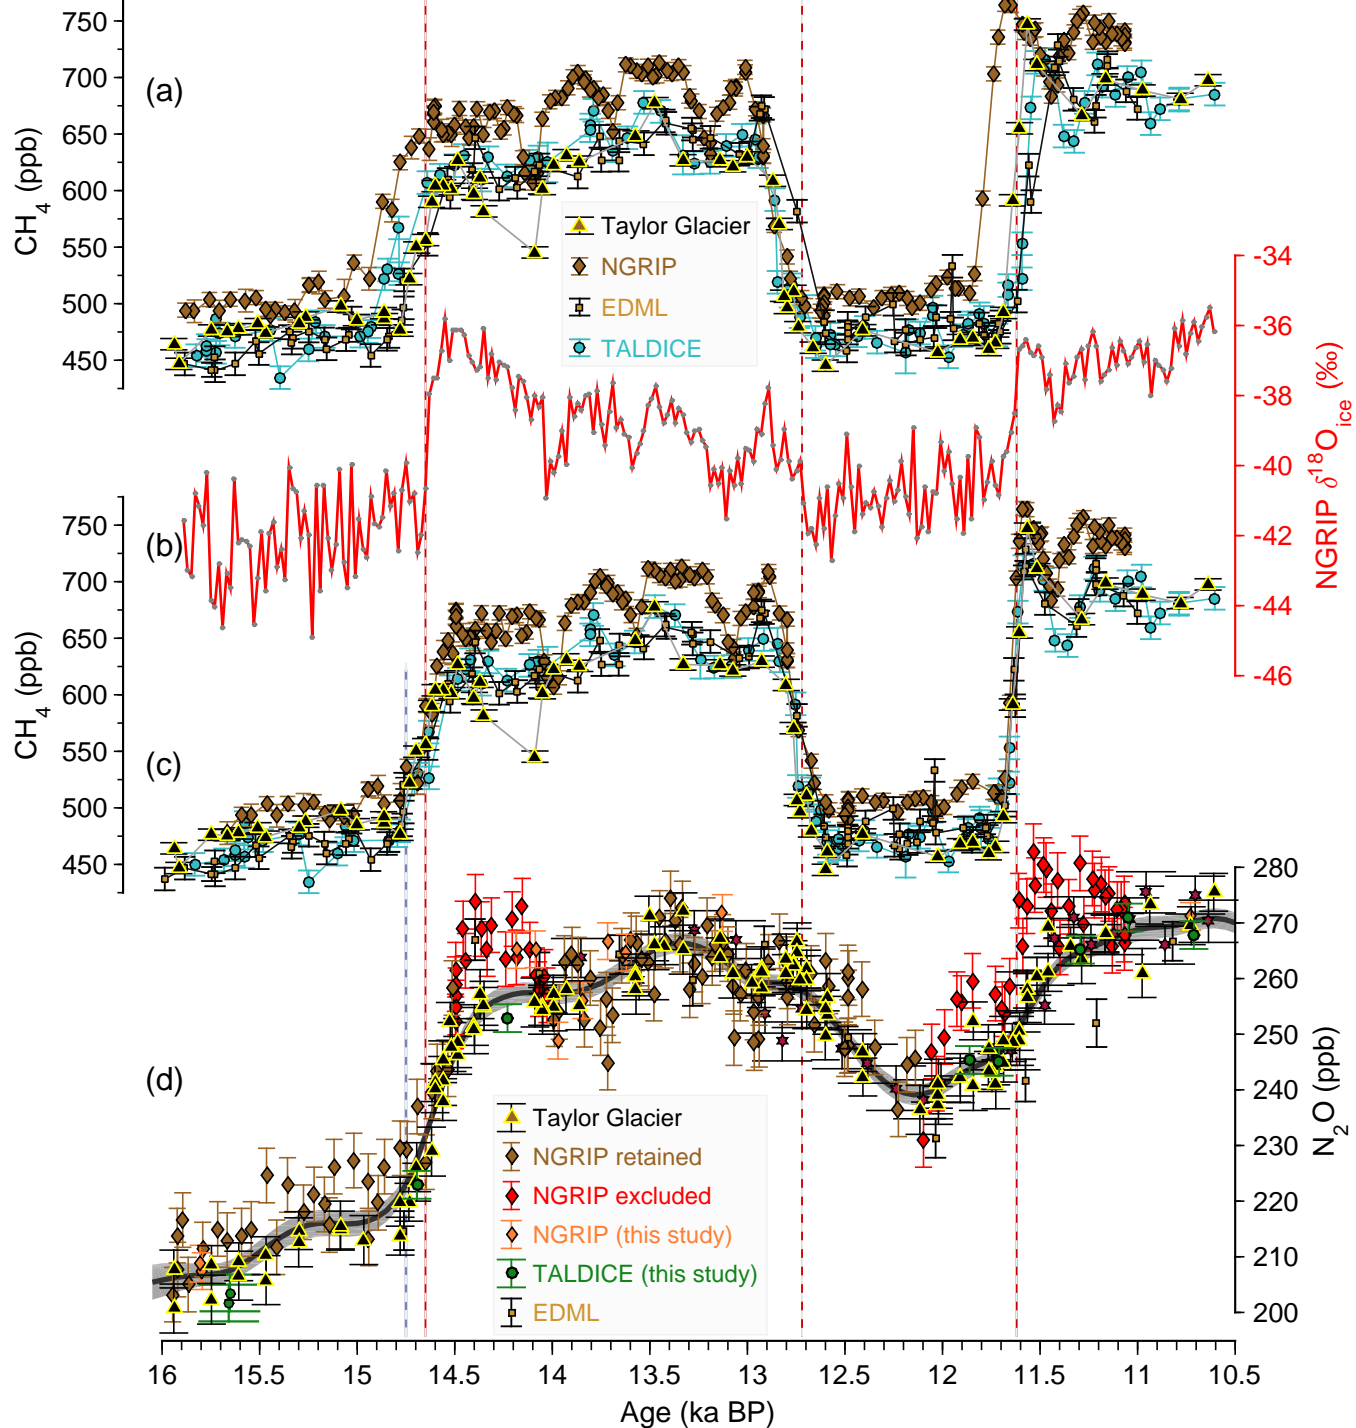 750
700
650
600
550
500
450
CH4 (ppb)
(a)
Taylor Glacier
NGRIP
EDML
TALDICE
-34
-36
-38
-40
-42
-44
-46
NGRIP δ18Oice (‰)
(b)
750
700
650
600
550
500
450
CH4 (ppb)
(c)
280
270
260
250
240
230
220
210
200
N2O (ppb)
(d)
Taylor Glacier
NGRIP retained
NGRIP excluded
NGRIP (this study)
TALDICE (this study)
EDML
16 15.5 15 14.5 14 13.5 13 12.5 12 11.5 11 10.5
Age (ka BP)